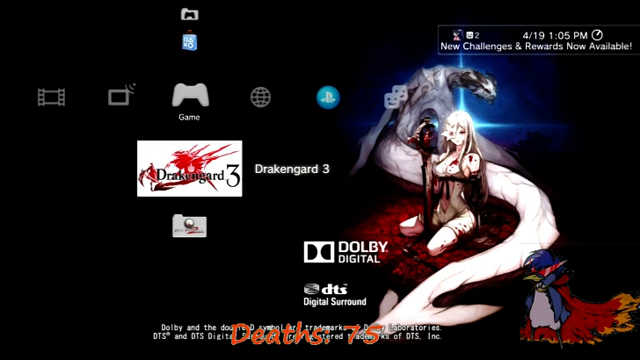 2
4/19 1:05 PM
New Challenges & Rewards Now Available!
Game
Drakengard 3
Drakengard 3
DOLBY
DIGITAL
dts
Digital Surround
Dolby and the double-D symbol are trademarks of Dolby Laboratories.
DTS® and DTS Digital Surround are registered trademarks of DTS, Inc.
Deaths: 75